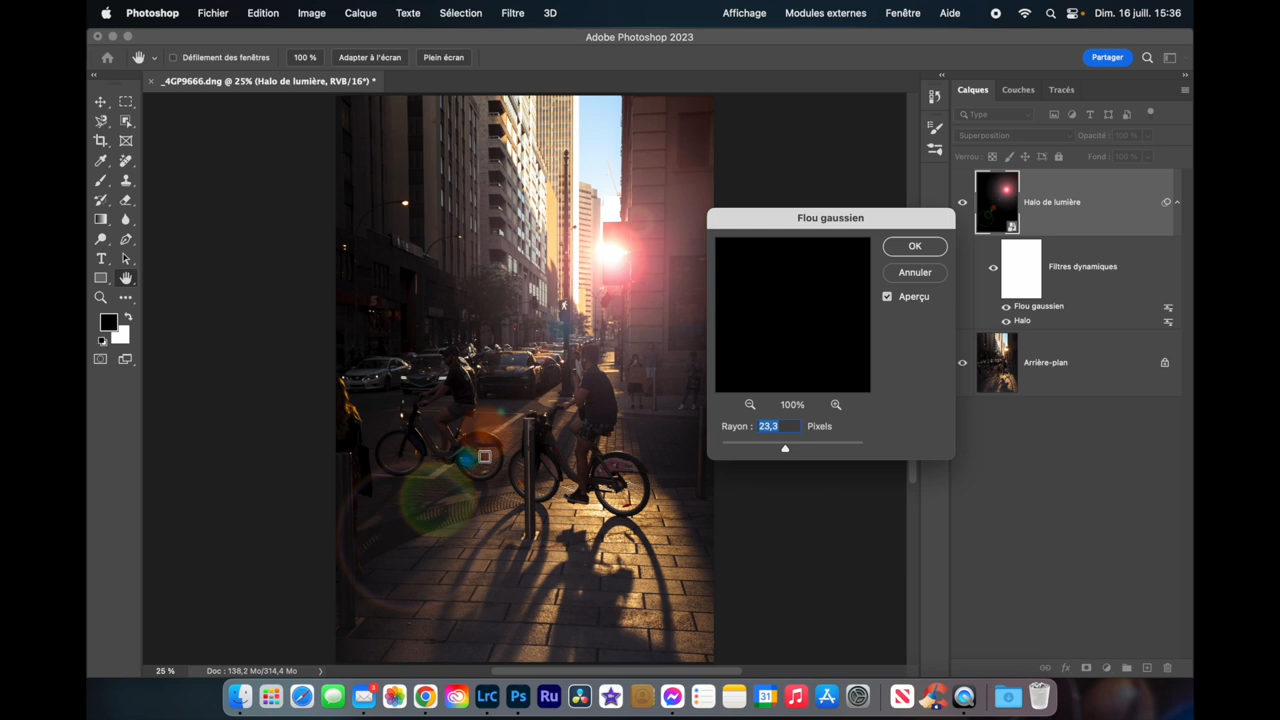 Photoshop Fichier Edition Image Calque Texte Sélection Filtre 3D Affichage Modules externes Fenêtre Aide Dim. 16 juill. 15:36
Adobe Photoshop 2023
Défilement des fenêtres 100 % Adapter à l'écran Plein écran Partager
_4GP9666.dng @ 25% (Halo de lumière, RVB/16*) *
Calques Couches Tracés
Type
Superposition Opacité : 100 %
Verrou : Fond : 100 %
Halo de lumière
Flou gaussien
OK
Annuler
Aperçu
Filtres dynamiques
Flou gaussien
Halo
Arrière-plan
100%
Rayon : 23,3 Pixels
25 % Doc : 138,2 Mo/314,4 Mo
fx
LrC Ps Ru 31